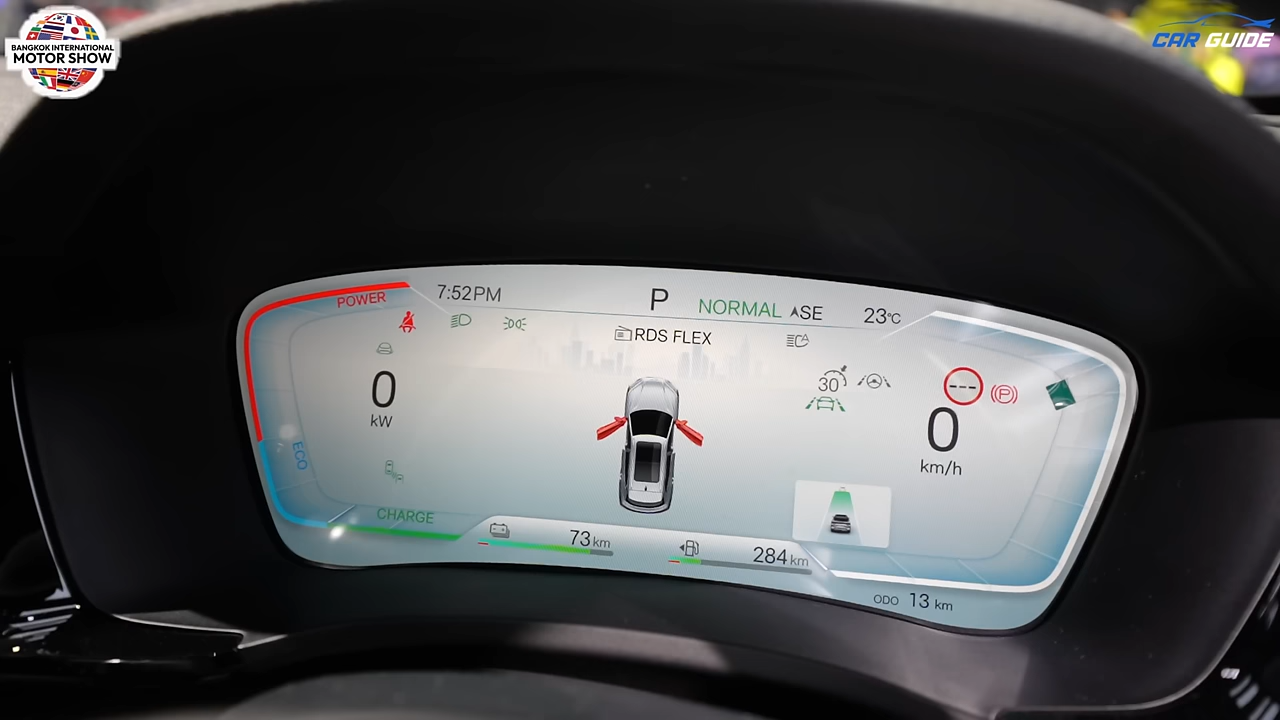 BANGKOK INTERNATIONAL
MOTOR SHOW
CAR GUIDE
POWER
7:52PM
P
NORMAL
SE
23°C
RDS FLEX
0
kW
30
---
P
0
km/h
ECO
CHARGE
73 km
284 km
ODO 13 km